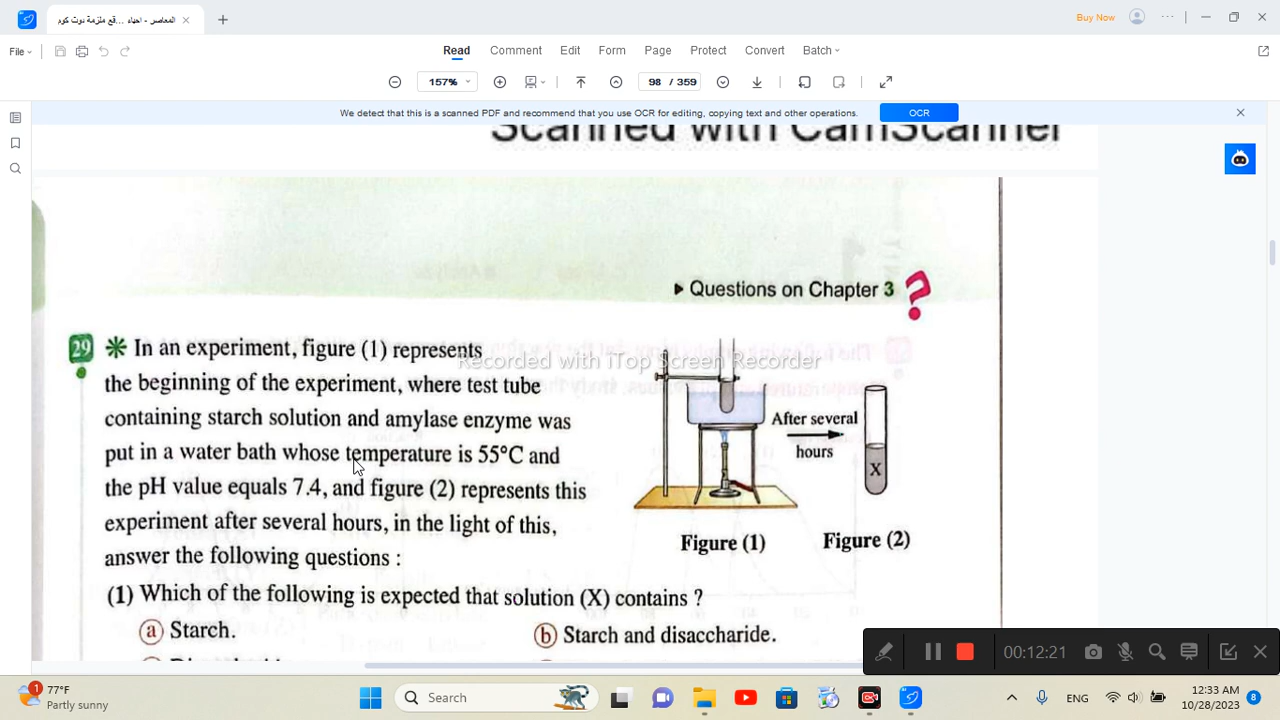 المعاصر - احياء ...قع ملزمة دوت كوم
Buy Now
File
Read
Comment
Edit
Form
Page
Protect
Convert
Batch
157%
98 / 359
We detect that this is a scanned PDF and recommend that you use OCR for editing, copying text and other operations.
OCR
Scanned with CamScanner
Questions on Chapter 3
Recorded with iTop Screen Recorder
29 In an experiment, figure (1) represents
the beginning of the experiment, where test tube
containing starch solution and amylase enzyme was
put in a water bath whose temperature is 55°C and
the pH value equals 7.4, and figure (2) represents this
experiment after several hours, in the light of this,
answer the following questions :
After several
hours
X
Figure (1)
Figure (2)
(1) Which of the following is expected that solution (X) contains ?
a Starch.
b Starch and disaccharide.
00:12:21
1
77°F
Partly sunny
Search
ENG
12:33 AM
10/28/2023
8